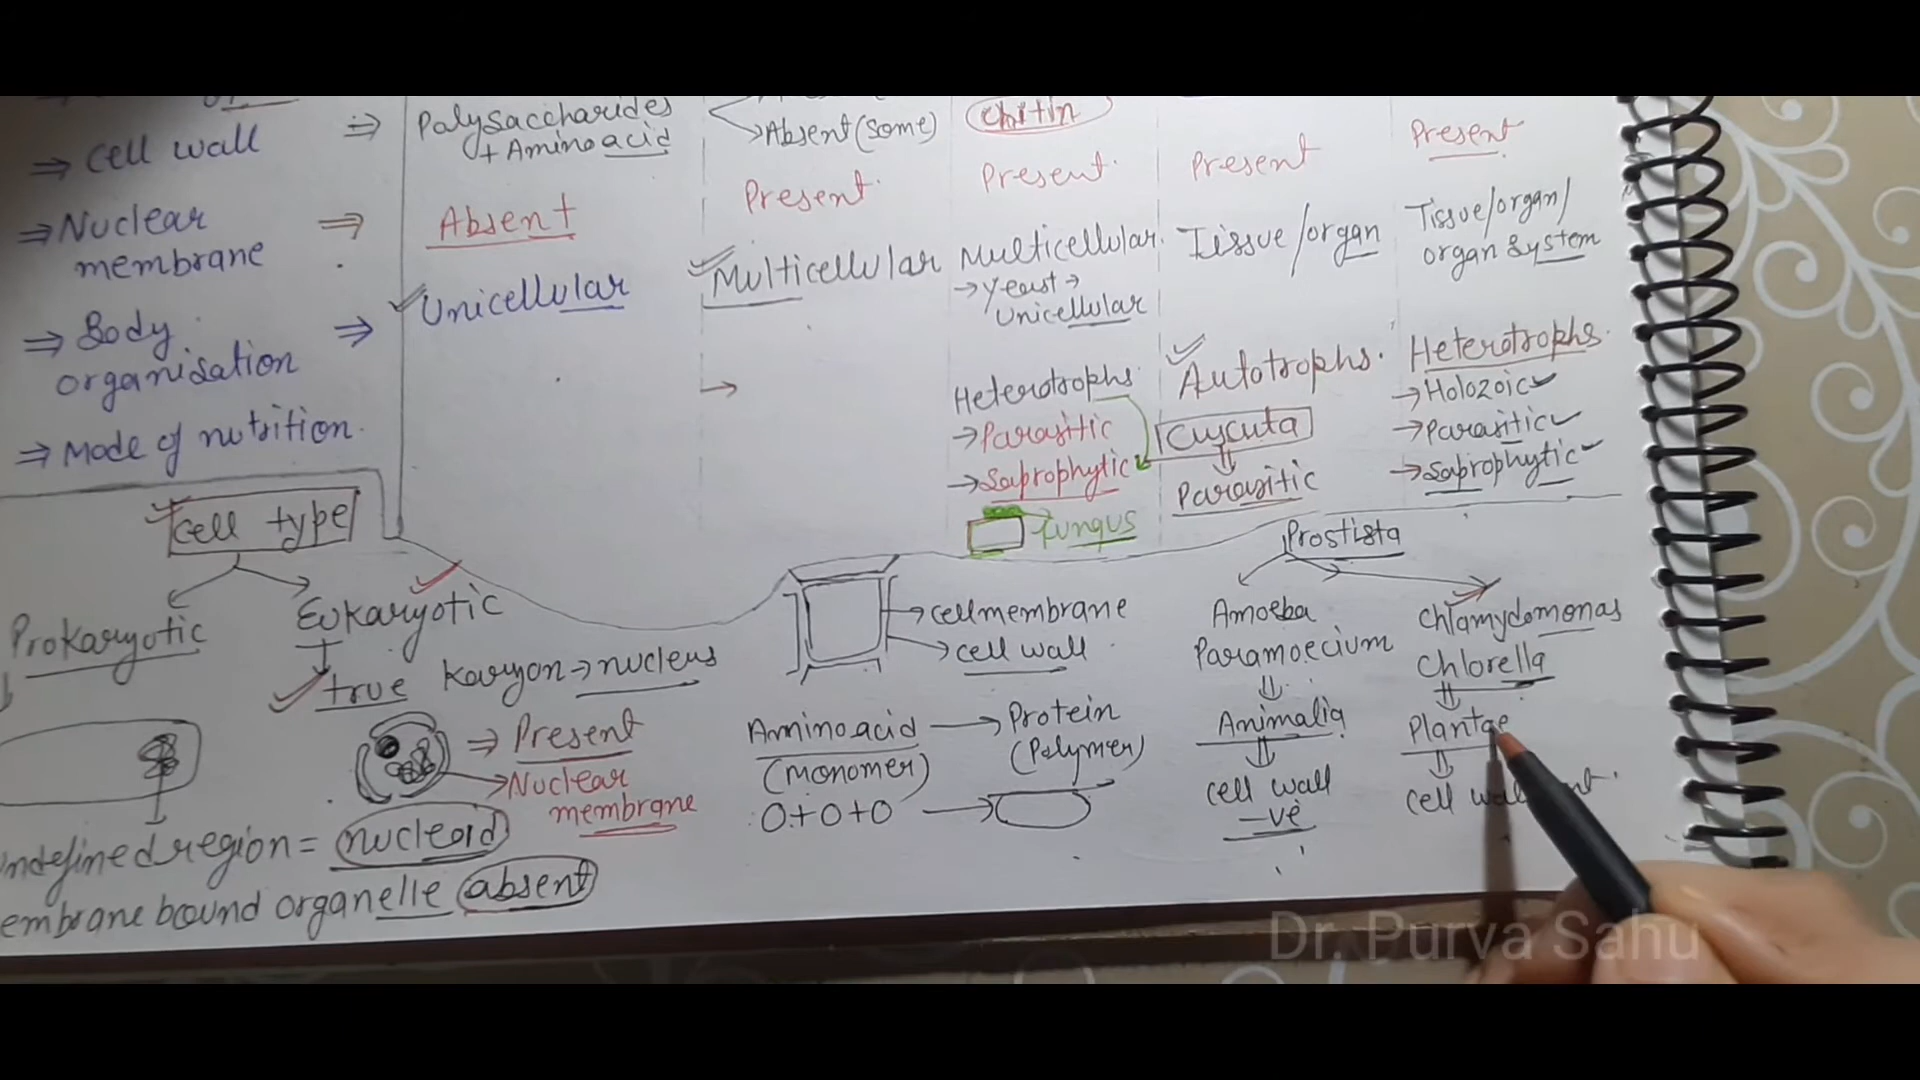 ⇒ Cell wall ⇒
Polysaccharides
+ Amino acid
→ Absent (some)
chitin
Present
Present
Present
Present
⇒ Nuclear
membrane ⇒
Absent
⇒ Body
organisation ⇒
Unicellular
Multicellular
Multicellular.
→ Yeast →
Unicellular
Tissue/organ
Tissue/organ/
organ system
⇒ Mode of nutrition.
→
Heterotrophs
→ Parasitic
→ Saprophytic
fungus
Autotrophs.
Cuscuta
Parasitic
Heterotrophs.
→ Holozoic
→ Parasitic
→ Saprophytic
Cell type
Prokaryotic
Eukaryotic
true
Karyon → nucleus
⇒ Present
→ Nuclear
membrane
ndefined region = nucleoid
embrane bound organelle absent
→ cell membrane
→ cell wall
Amino acid → Protein
(monomer) (Polymer)
O + O + O →
Prostista
Amoeba
Paramoecium
Animalia
cell wall
-ve
Chlamydomonas
Chlorella
Plantae
cell wall
Dr. Purva Sahu